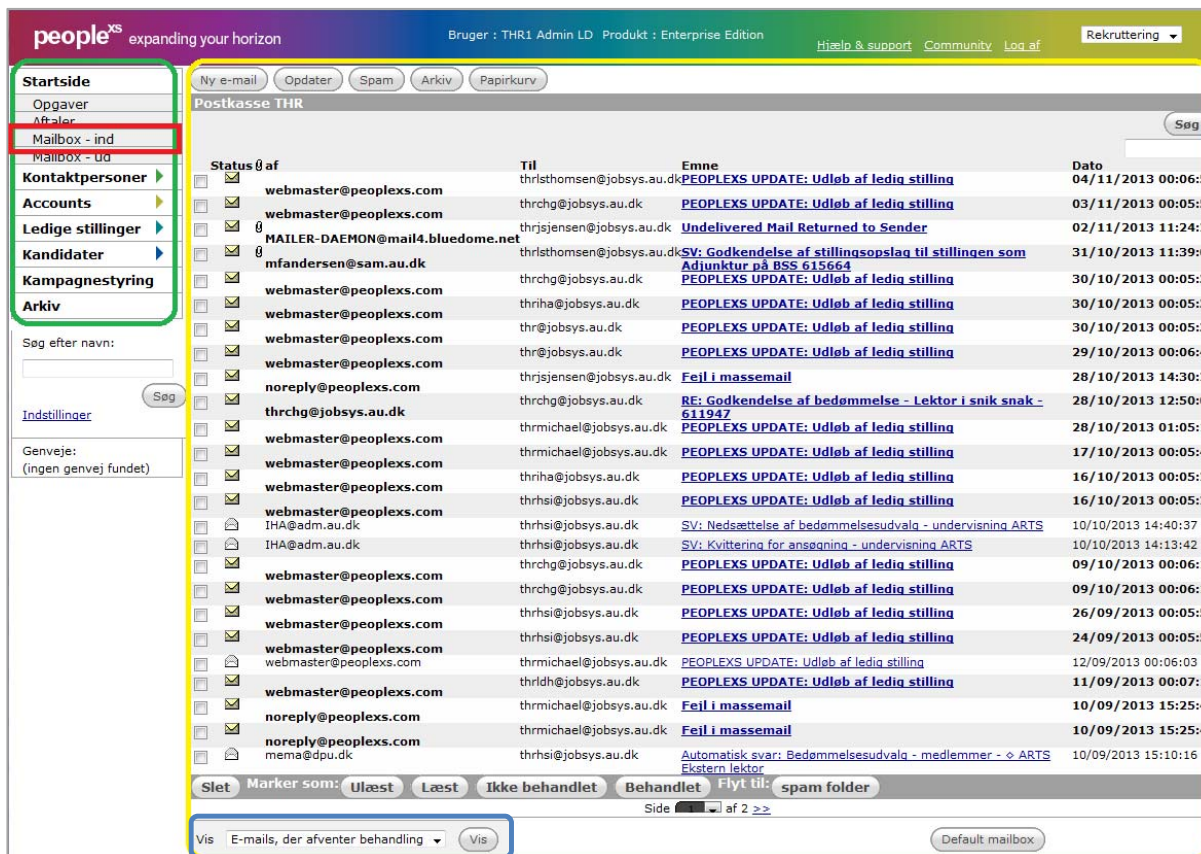 peoplexs expanding your horizon
Bruger : THR1 Admin LD Produkt : Enterprise Edition
Hjælp & support Community Log af
Rekruttering
Startside
Opgaver
Aftaler
Mailbox - ind
Mailbox - ud
Kontaktpersoner
Accounts
Ledige stillinger
Kandidater
Kampagnestyring
Arkiv
Søg efter navn:
Søg
Indstillinger
Genveje:
(ingen genvej fundet)
Ny e-mail Opdater Spam Arkiv Papirkurv
Postkasse THR
Søg
Status af Til Emne Dato
webmaster@peoplexs.com thrlsthomsen@jobsys.au.dk PEOPLEXS UPDATE: Udløb af ledig stilling 04/11/2013 00:06:
webmaster@peoplexs.com thrchg@jobsys.au.dk PEOPLEXS UPDATE: Udløb af ledig stilling 03/11/2013 00:05:
MAILER-DAEMON@mail4.bluedome.net thrjsjensen@jobsys.au.dk Undelivered Mail Returned to Sender 02/11/2013 11:24:
mfandersen@sam.au.dk thrlsthomsen@jobsys.au.dk SV: Godkendelse af stillingsopslag til stillingen som 31/10/2013 11:39:
Adjunktur på BSS 615664
webmaster@peoplexs.com thrchg@jobsys.au.dk PEOPLEXS UPDATE: Udløb af ledig stilling 30/10/2013 00:05:
webmaster@peoplexs.com thriha@jobsys.au.dk PEOPLEXS UPDATE: Udløb af ledig stilling 30/10/2013 00:05:
webmaster@peoplexs.com thr@jobsys.au.dk PEOPLEXS UPDATE: Udløb af ledig stilling 30/10/2013 00:05:
webmaster@peoplexs.com thr@jobsys.au.dk PEOPLEXS UPDATE: Udløb af ledig stilling 29/10/2013 00:06:
noreply@peoplexs.com thrjsjensen@jobsys.au.dk Fejl i massemail 28/10/2013 14:30:
thrchg@jobsys.au.dk thrchg@jobsys.au.dk RE: Godkendelse af bedømmelse - Lektor i snik snak - 28/10/2013 12:50:
611947
webmaster@peoplexs.com thrmichael@jobsys.au.dk PEOPLEXS UPDATE: Udløb af ledig stilling 28/10/2013 01:05:
webmaster@peoplexs.com thrmichael@jobsys.au.dk PEOPLEXS UPDATE: Udløb af ledig stilling 17/10/2013 00:05:
webmaster@peoplexs.com thriha@jobsys.au.dk PEOPLEXS UPDATE: Udløb af ledig stilling 16/10/2013 00:05:
webmaster@peoplexs.com thrhsi@jobsys.au.dk PEOPLEXS UPDATE: Udløb af ledig stilling 16/10/2013 00:05:
IHA@adm.au.dk thrhsi@jobsys.au.dk SV: Nedsættelse af bedømmelsesudvalg - undervisning ARTS 10/10/2013 14:40:37
IHA@adm.au.dk thrhsi@jobsys.au.dk SV: Kvittering for ansøgning - undervisning ARTS 10/10/2013 14:13:42
webmaster@peoplexs.com thrchg@jobsys.au.dk PEOPLEXS UPDATE: Udløb af ledig stilling 09/10/2013 00:06:
webmaster@peoplexs.com thrchg@jobsys.au.dk PEOPLEXS UPDATE: Udløb af ledig stilling 09/10/2013 00:06:
webmaster@peoplexs.com thrhsi@jobsys.au.dk PEOPLEXS UPDATE: Udløb af ledig stilling 26/09/2013 00:05:
webmaster@peoplexs.com thrhsi@jobsys.au.dk PEOPLEXS UPDATE: Udløb af ledig stilling 24/09/2013 00:05:
webmaster@peoplexs.com thrmichael@jobsys.au.dk PEOPLEXS UPDATE: Udløb af ledig stilling 12/09/2013 00:06:03
webmaster@peoplexs.com thrldh@jobsys.au.dk PEOPLEXS UPDATE: Udløb af ledig stilling 11/09/2013 00:07:
noreply@peoplexs.com thrmichael@jobsys.au.dk Fejl i massemail 10/09/2013 15:25:
noreply@peoplexs.com thrmichael@jobsys.au.dk Fejl i massemail 10/09/2013 15:25:
mema@dpu.dk thrhsi@jobsys.au.dk Automatisk svar: Bedømmelsesudvalg - medlemmer - ◇ ARTS 10/09/2013 15:10:16
Ekstern lektor
Slet Marker som: Ulæst Læst Ikke behandlet Behandlet Flyt til: spam folder
Side 1 af 2 >>
Vis E-mails, der afventer behandling Vis Default mailbox